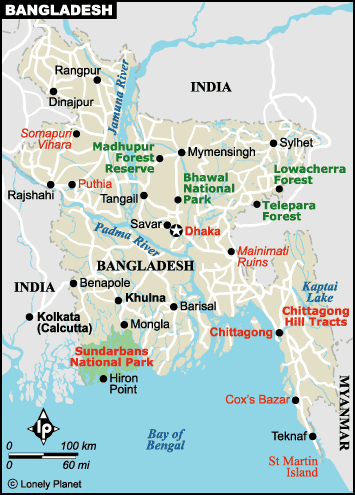 BANGLADESH
Rangpur
Dinajpur
Jamuna River
INDIA
Somapuri
Vihara
Madhupur
Forest
Reserve
Mymensingh
Sylhet
Lowacherra
Forest
Rajshahi
Puthia
Tangail
Bhawal
National
Park
Telepara
Forest
Savar
Dhaka
Padma River
Mainimati
Ruins
BANGLADESH
INDIA
Benapole
Khulna
Barisal
Kaptai
Lake
Kolkata
(Calcutta)
Mongla
Chittagong
Hill Tracts
Chittagong
Sundarbans
National Park
Hiron
Point
MYANMAR
Cox's Bazar
Bay of
Bengal
Teknaf
St Martin
Island
lp
0 100 km
0 60 mi
© Lonely Planet